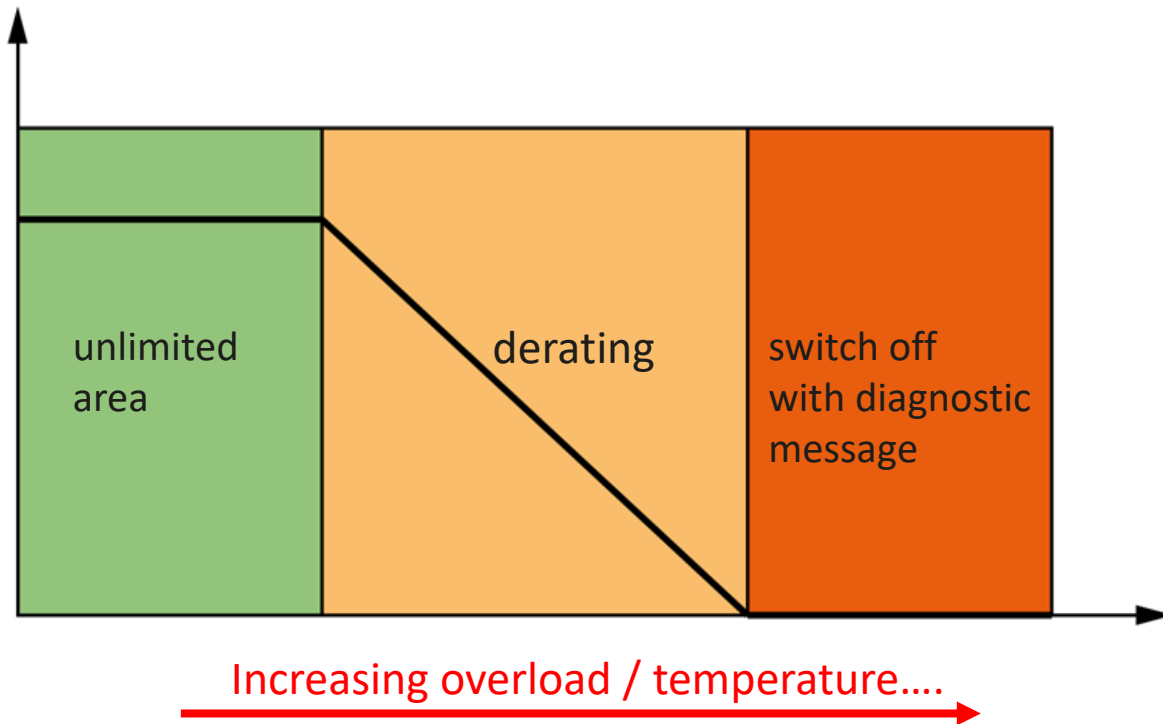 unlimited
area
derating
switch off
with diagnostic
message
Increasing overload / temperature....